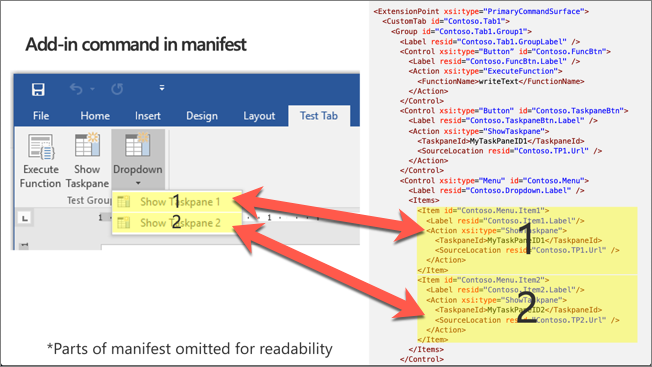 Add-in command in manifest
File Home Insert Design Layout Test Tab
Execute Function
Show Taskpane
Dropdown
Test Group
Show Taskpane 1
1
Show Taskpane 2
2
*Parts of manifest omitted for readability
<ExtensionPoint xsi:type="PrimaryCommandSurface">
<CustomTab id="Contoso.Tab1">
<Group id="Contoso.Tab1.Group1">
<Label resid="Contoso.Tab1.GroupLabel" />
<Control xsi:type="Button" id="Contoso.FuncBtn">
<Label resid="Contoso.FuncBtn.Label" />
<Action xsi:type="ExecuteFunction">
<FunctionName>writeText</FunctionName>
</Action>
</Control>
<Control xsi:type="Button" id="Contoso.TaskpaneBtn">
<Label resid="Contoso.TaskpaneBtn.Label" />
<Action xsi:type="ShowTaskpane">
<TaskpaneId>MyTaskPaneID1</TaskpaneId>
<SourceLocation resid="Contoso.TP1.Url" />
</Action>
</Control>
<Control xsi:type="Menu" id="Contoso.Menu">
<Label resid="Contoso.Dropdown.Label" />
<Items>
<Item id="Contoso.Menu.Item1">
<Label resid="Contoso.Item1.Label"/>
<Action xsi:type="ShowTaskpane">
<TaskpaneId>MyTaskPaneID1</TaskpaneId>
<SourceLocation resid="Contoso.TP1.Url" />
</Action>
</Item>
1
<Item id="Contoso.Menu.Item2">
<Label resid="Contoso.Item2.Label"/>
<Action xsi:type="ShowTaskpane">
<TaskpaneId>MyTaskPaneID2</TaskpaneId>
<SourceLocation resid="Contoso.TP2.Url" />
</Action>
</Item>
2
</Items>
</Control>